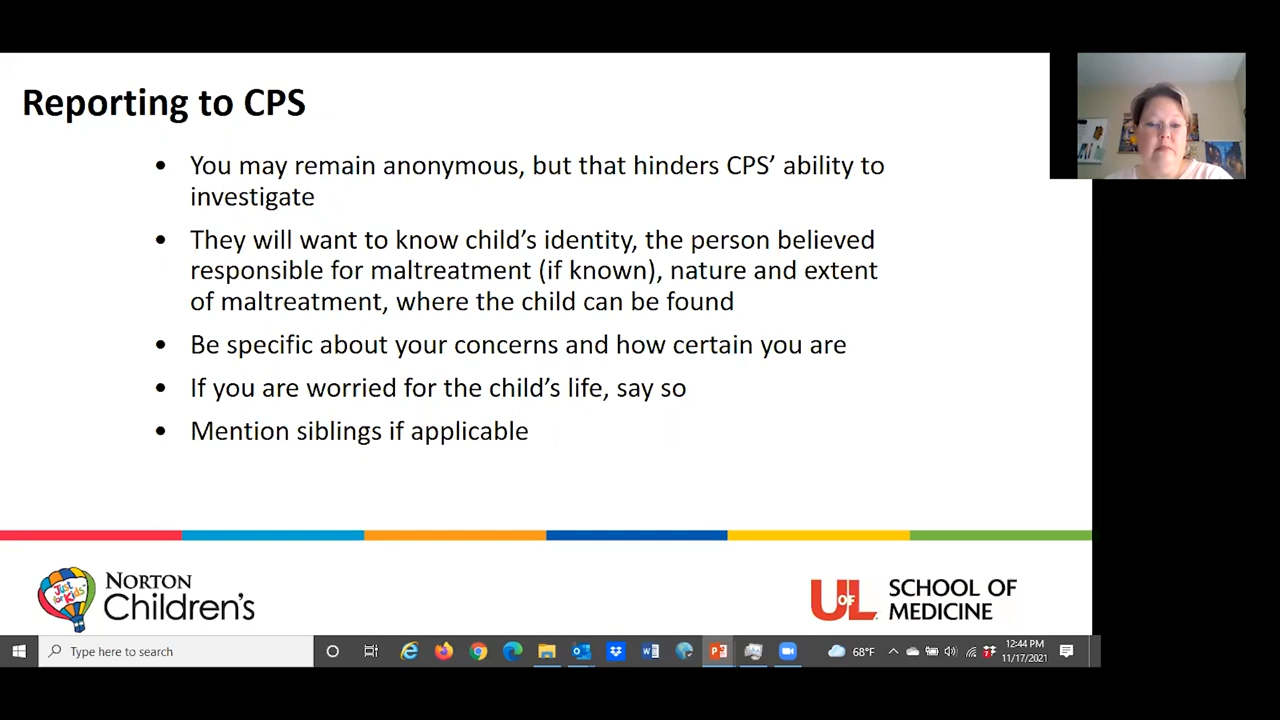 Reporting to CPS
• You may remain anonymous, but that hinders CPS’ ability to
investigate
• They will want to know child’s identity, the person believed
responsible for maltreatment (if known), nature and extent
of maltreatment, where the child can be found
• Be specific about your concerns and how certain you are
• If you are worried for the child’s life, say so
• Mention siblings if applicable
Just for Kids
NORTON
Children's
UofL
SCHOOL OF
MEDICINE
Type here to search
68°F
12:44 PM
11/17/2021